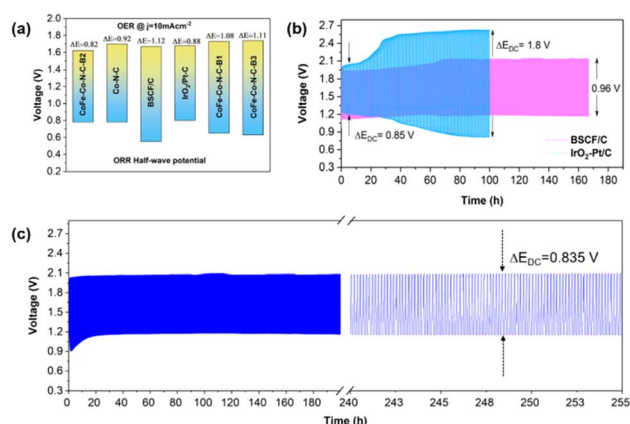 (a)
OER @ j=10mAcm-2
ΔE=0.82
ΔE=0.92
ΔE=1.12
ΔE=0.88
ΔE=1.08
ΔE=1.11
CoFe-Co-N-C-B2
Co-N-C
BSCF/C
IrO2/Pt-C
CoFe-Co-N-C-B1
CoFe-Co-N-C-B3
ORR Half-wave potential
Voltage (V)
2.0
1.8
1.6
1.4
1.2
1.0
0.8
0.6
0.4
0.2
(b)
Voltage (V)
2.7
2.4
2.1
1.8
1.5
1.2
0.9
0.6
0.3
ΔEDC= 1.8 V
0.96 V
ΔEDC= 0.85 V
BSCF/C
IrO2-Pt/C
0 20 40 60 80 100 120 140 160 180
Time (h)
(c)
Voltage (V)
2.7
2.4
2.1
1.8
1.5
1.2
0.9
0.6
0.3
ΔEDC=0.835 V
0 20 40 60 80 100 120 140 160 180
240 243 245 248 250 253 255
Time (h)
Time (h)